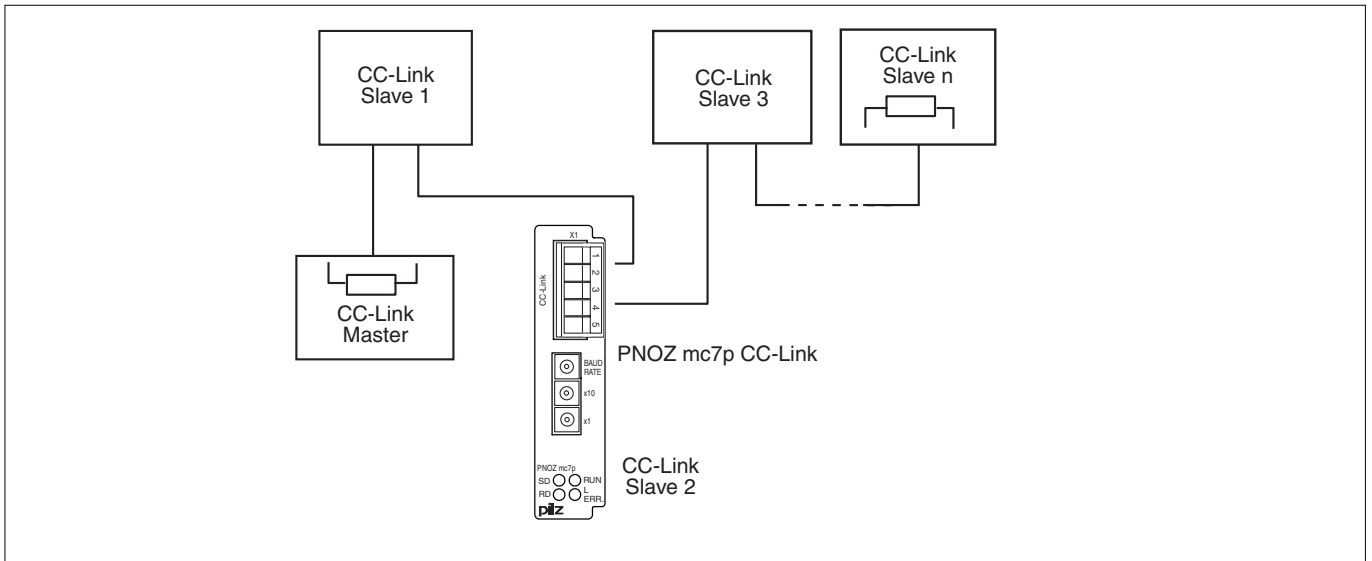 CC-Link
Slave 1
CC-Link
Slave 3
CC-Link
Slave n
CC-Link
Master
X1
CC-Link
1
2
3
4
5
PNOZ mc7p CC-Link
BAUD
RATE
x10
x1
CC-Link
Slave 2
PNOZ mc7p
SD RUN
RD L
ERR.
pilz